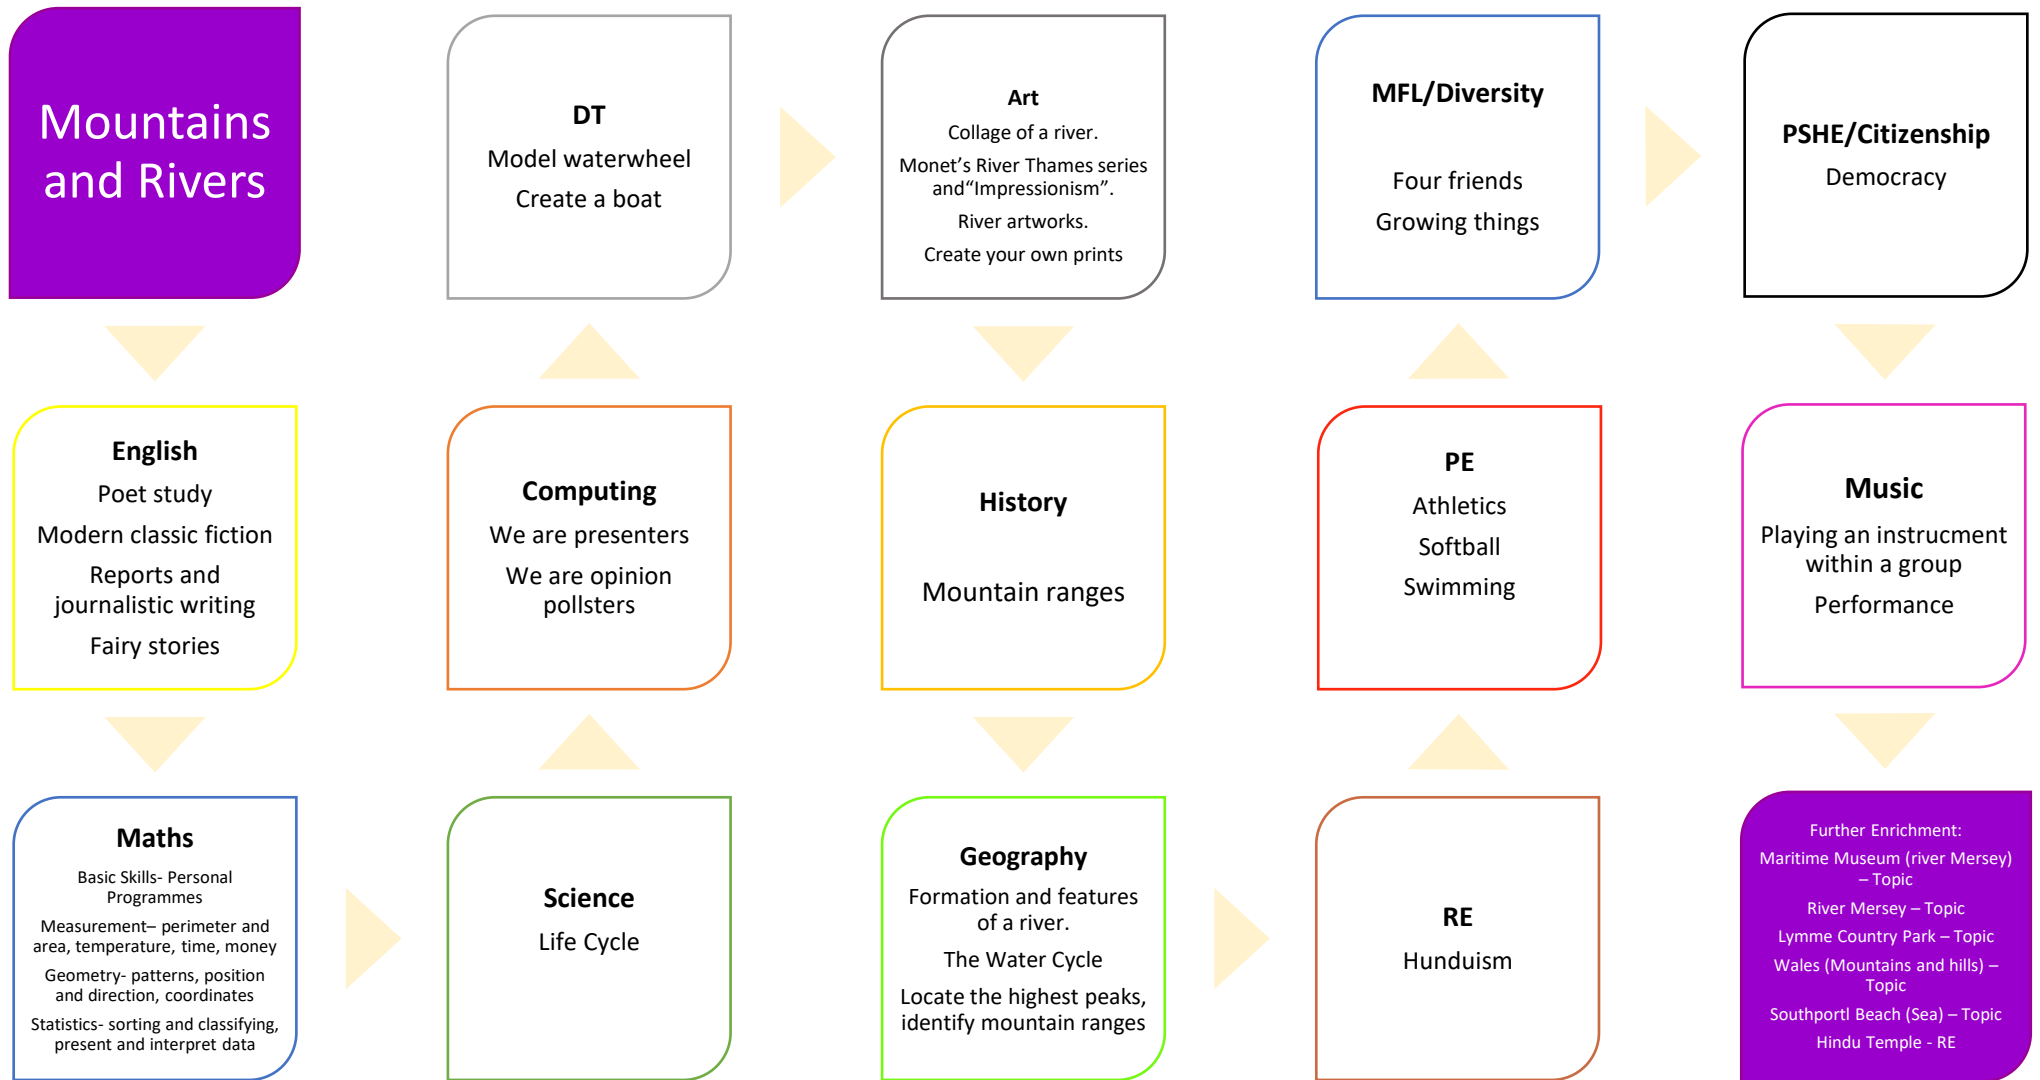 Mountains
and Rivers
English
Poet study
Modern classic fiction
Reports and
journalistic writing
Fairy stories
Maths
Basic Skills- Personal
Programmes
Measurement– perimeter and
area, temperature, time, money
Geometry- patterns, position
and direction, coordinates
Statistics- sorting and classifying,
present and interpret data
Science
Life Cycle
Computing
We are presenters
We are opinion
pollsters
DT
Model waterwheel
Create a boat
Art
Collage of a river.
Monet’s River Thames series
and“Impressionism”.
River artworks.
Create your own prints
History
Mountain ranges
Geography
Formation and features
of a river.
The Water Cycle
Locate the highest peaks,
identify mountain ranges
RE
Hunduism
PE
Athletics
Softball
Swimming
MFL/Diversity
Four friends
Growing things
PSHE/Citizenship
Democracy
Music
Playing an instrucment
within a group
Performance
Further Enrichment:
Maritime Museum (river Mersey)
– Topic
River Mersey – Topic
Lymme Country Park – Topic
Wales (Mountains and hills) –
Topic
Southportl Beach (Sea) – Topic
Hindu Temple - RE